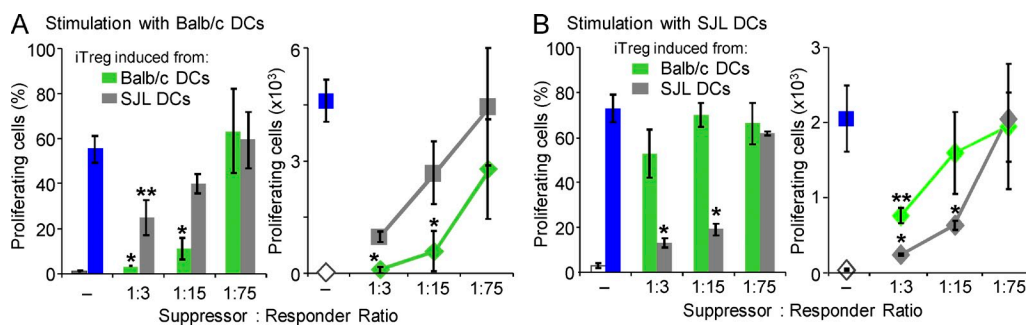 A Stimulation with Balb/c DCs
iTreg induced from:
Balb/c DCs
SJL DCs
Proliferating cells (%)
100
80
60
40
20
0
*
**
*
– 1:3 1:15 1:75
Proliferating cells (x10³)
6
3
0
*
*
– 1:3 1:15 1:75
Suppressor : Responder Ratio
B Stimulation with SJL DCs
iTreg induced from:
Balb/c DCs
SJL DCs
Proliferating cells (%)
100
80
60
40
20
0
*
*
– 1:3 1:15 1:75
Proliferating cells (x10³)
3
2
1
0
**
*
*
– 1:3 1:15 1:75
Suppressor : Responder Ratio